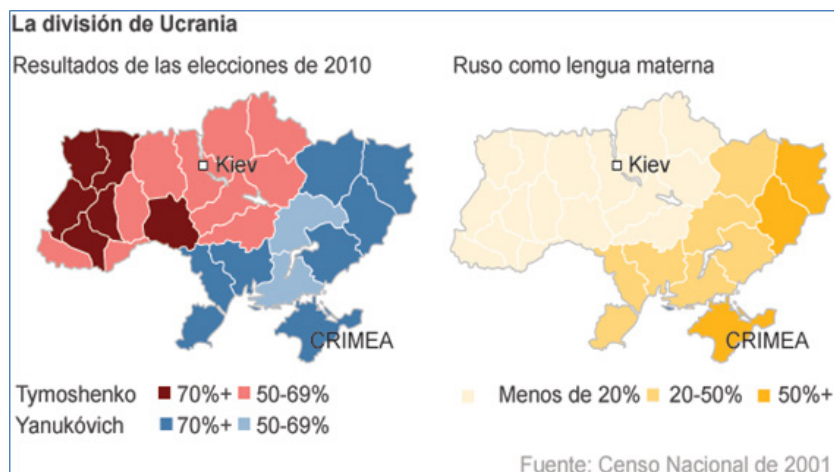 La división de Ucrania
Resultados de las elecciones de 2010
Kiev
CRIMEA
Tymoshenko 70%+ 50-69%
Yanukóvich 70%+ 50-69%
Ruso como lengua materna
Kiev
CRIMEA
Menos de 20% 20-50% 50%+
Fuente: Censo Nacional de 2001